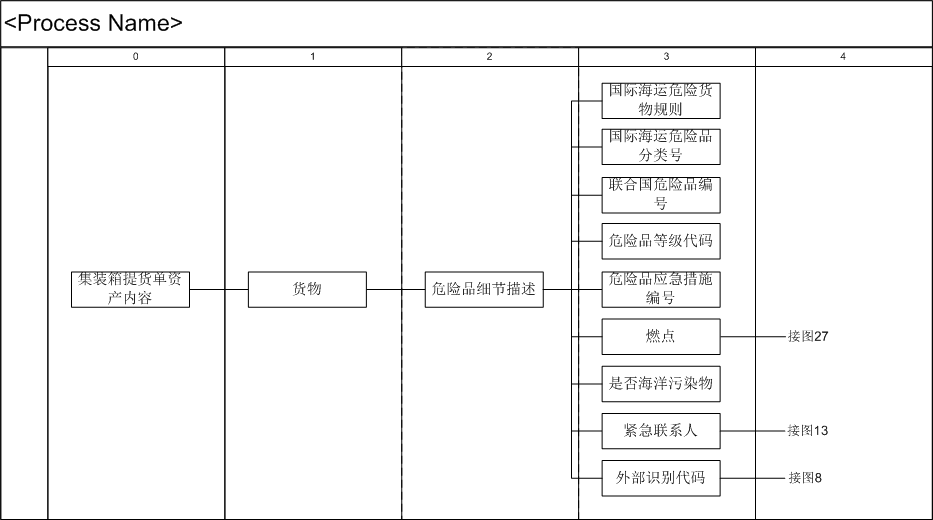 <Process Name>
0 1 2 3 4
国际海运危险货
物规则
国际海运危险品
分类号
联合国危险品编
号
危险品等级代码
集装箱提货单资
产内容
货物
危险品细节描述
危险品应急措施
编号
燃点
接图27
是否海洋污染物
紧急联系人
接图13
外部识别代码
接图8